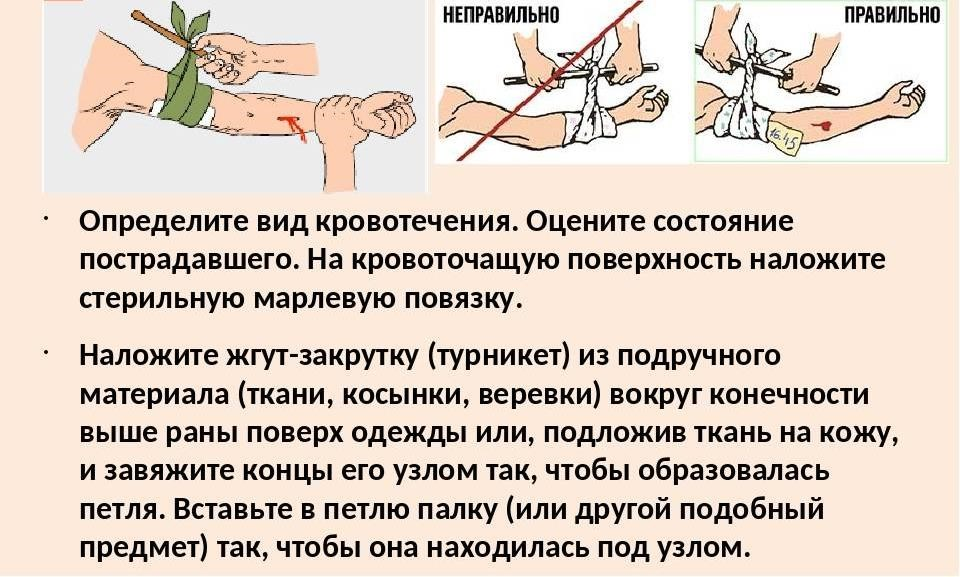 НЕПРАВИЛЬНО
ПРАВИЛЬНО
16.45
· Определите вид кровотечения. Оцените состояние
пострадавшего. На кровоточащую поверхность наложите
стерильную марлевую повязку.
· Наложите жгут-закрутку (турникет) из подручного
материала (ткани, косынки, веревки) вокруг конечности
выше раны поверх одежды или, подложив ткань на кожу,
и завяжите концы его узлом так, чтобы образовалась
петля. Вставьте в петлю палку (или другой подобный
предмет) так, чтобы она находилась под узлом.